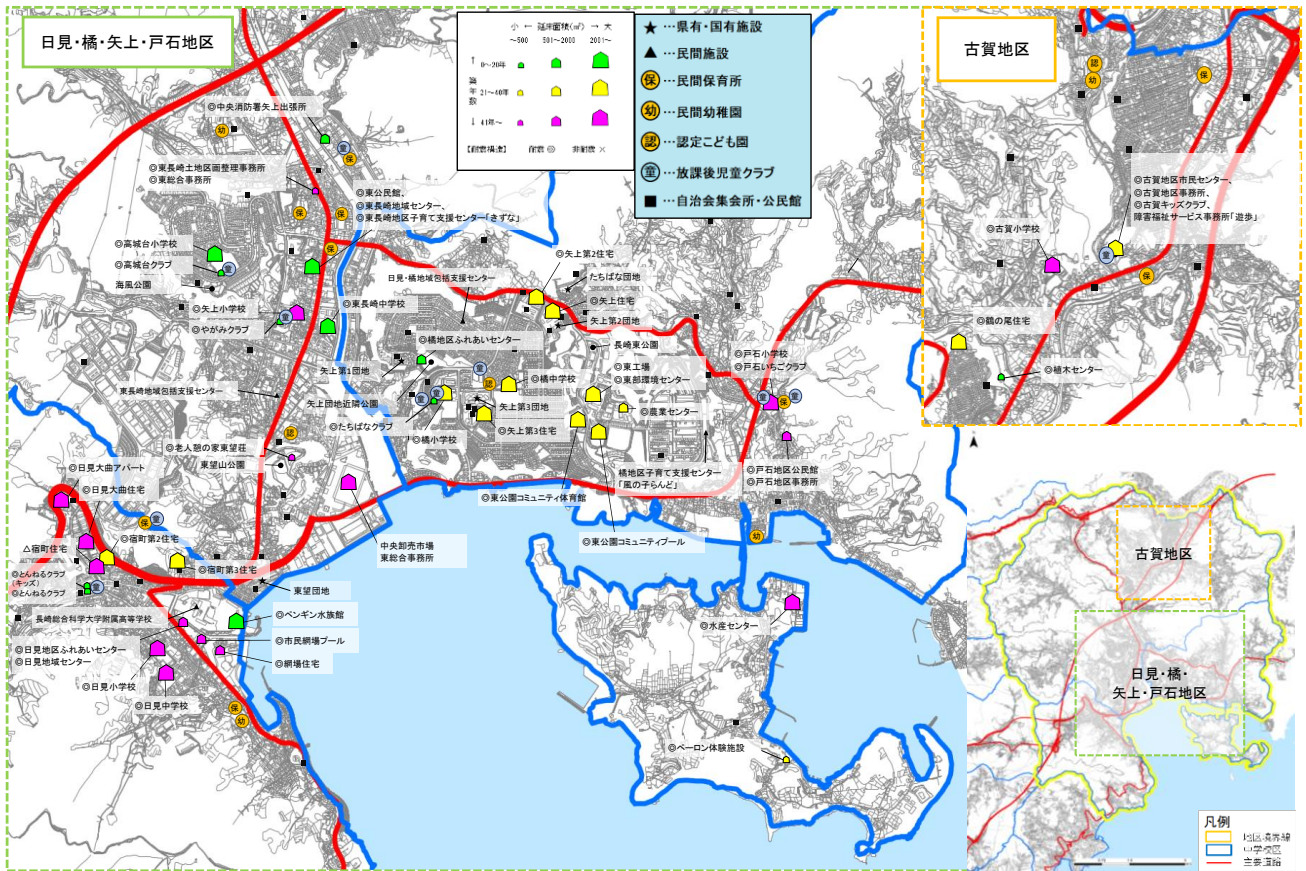 日見・橘・矢上・戸石地区
小 ← 延床面積(㎡) → 大
～500 501～2000 2001～
↑ 0～20年
築年数 21～40年
↓ 41年～
【耐震構造】 耐震 ◎ 非耐震 ×
★…県有・国有施設
▲…民間施設
保…民間保育所
幼…民間幼稚園
認…認定こども園
童…放課後児童クラブ
■…自治会集会所・公民館
古賀地区
◎古賀地区市民センター、
◎古賀地区事務所、
◎古賀キッズクラブ、
障害福祉サービス事務所「遊歩」
◎古賀小学校
◎鶴の尾住宅
◎植木センター
◎中央消防署矢上出張所
◎東長崎土地区画整理事務所
◎東総合事務所
◎東公民館、
◎東長崎地域センター、
◎東長崎地区子育て支援センター「きずな」
◎高城台小学校
◎高城台クラブ
海風公園
◎矢上小学校
◎やがみクラブ
◎東長崎中学校
日見・橘地域包括支援センター
◎矢上第2住宅
たちばな団地
◎矢上住宅
矢上第2団地
長崎東公園
◎橘地区ふれあいセンター
矢上第1団地
東長崎地域包括支援センター
矢上団地近隣公園
◎たちばなクラブ
◎橘小学校
◎橘中学校
矢上第3団地
◎矢上第3住宅
◎東工場
◎東部環境センター
◎農業センター
◎戸石小学校
◎戸石いちごクラブ
◎戸石地区公民館
◎戸石地区事務所
橘地区子育て支援センター
「風の子らんど」
◎東公園コミュニティ体育館
◎東公園コミュニティプール
◎老人憩の家東望荘
東望山公園
◎日見大曲アパート
◎日見大曲住宅
◎宿町第2住宅
△宿町住宅
◎宿町第3住宅
◎とんねるクラブ
(キッズ)
◎とんねるクラブ
中央卸売市場
東総合事務所
東望団地
◎ペンギン水族館
長崎総合科学大学附属高等学校
◎市民網場プール
◎網場住宅
◎日見地区ふれあいセンター
◎日見地域センター
◎日見小学校
◎日見中学校
◎水産センター
◎ペーロン体験施設
古賀地区
日見・橘・
矢上・戸石地区
凡例
地区境界線
中学校区
主要道路